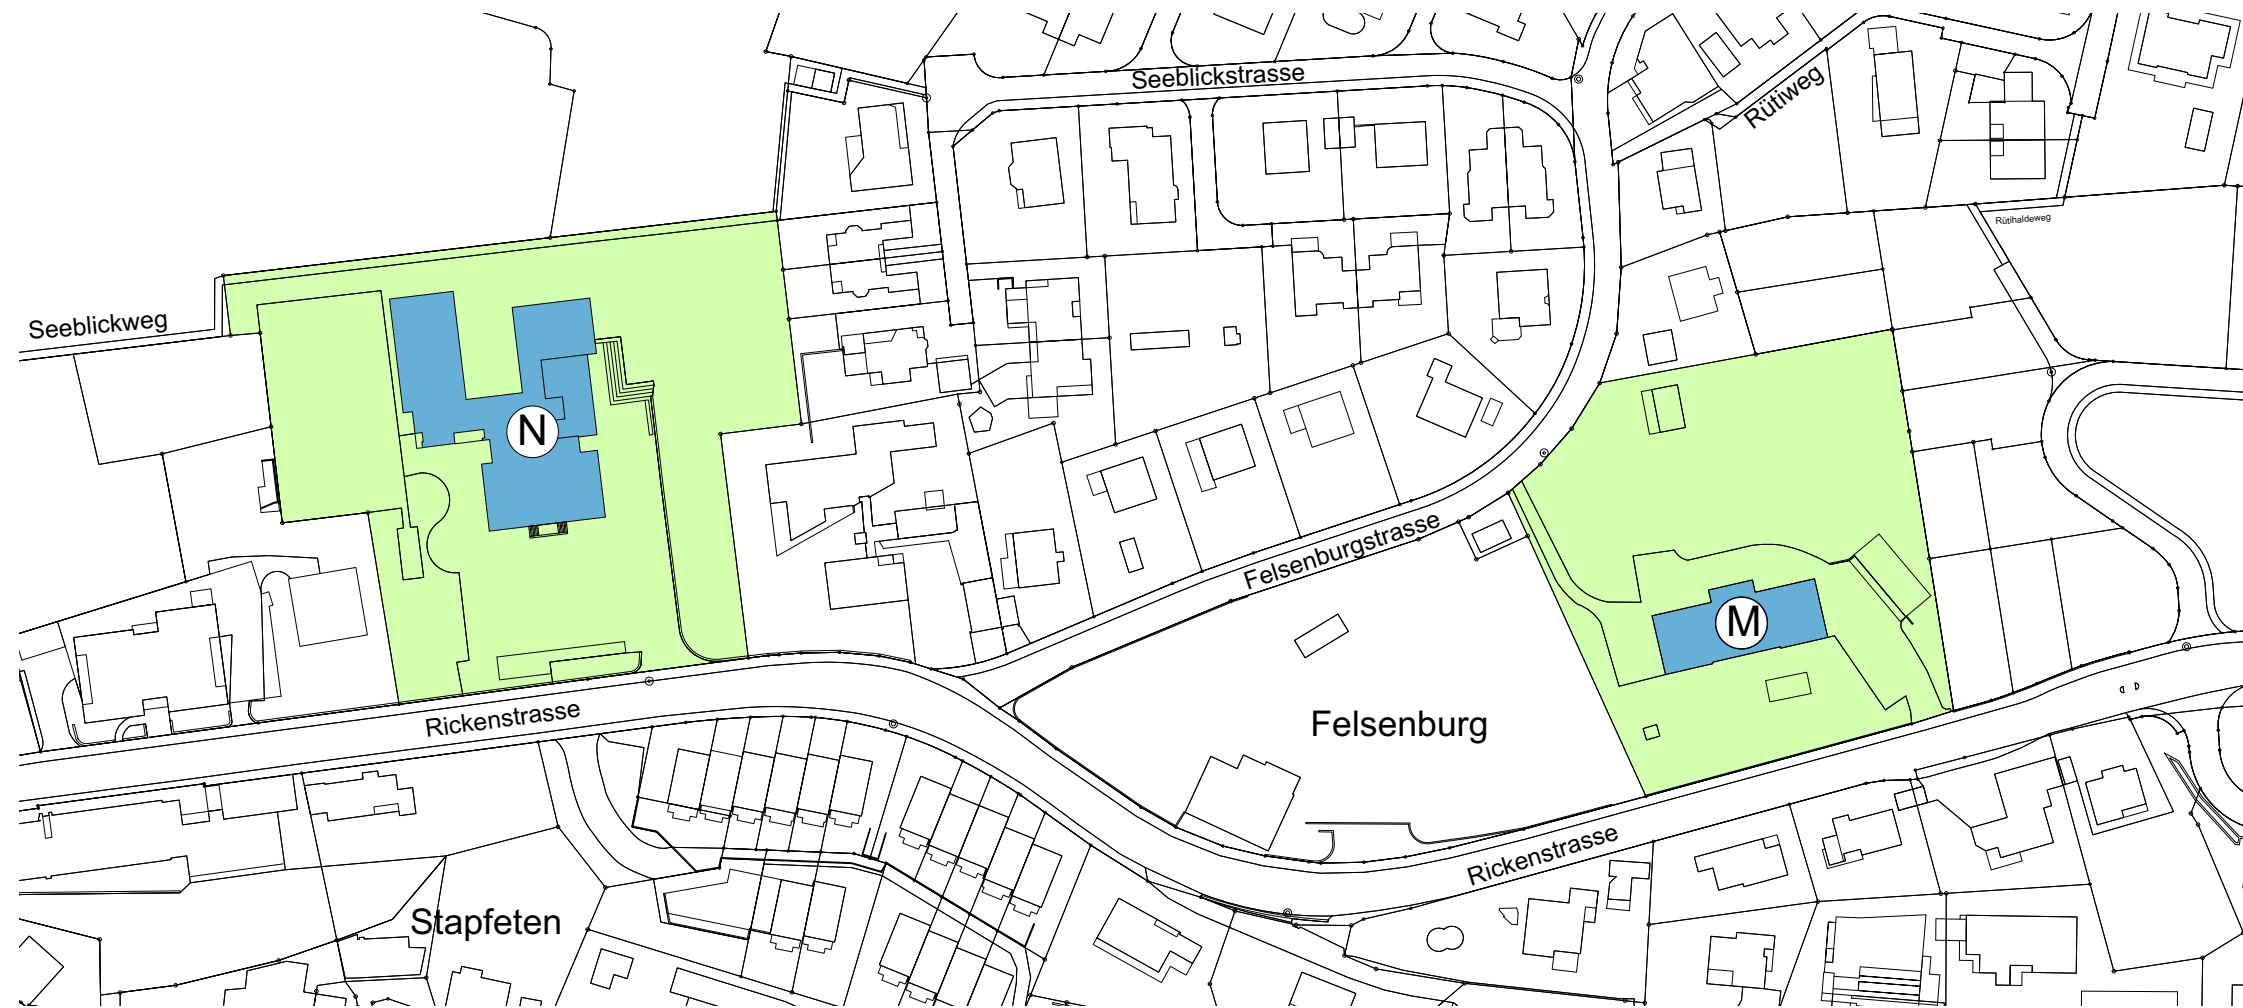 Seeblickstrasse
Rütiweg
Rütihaldeweg
Seeblickweg
N
Felsenburgstrasse
M
Rickenstrasse
Felsenburg
Rickenstrasse
Stapfeten